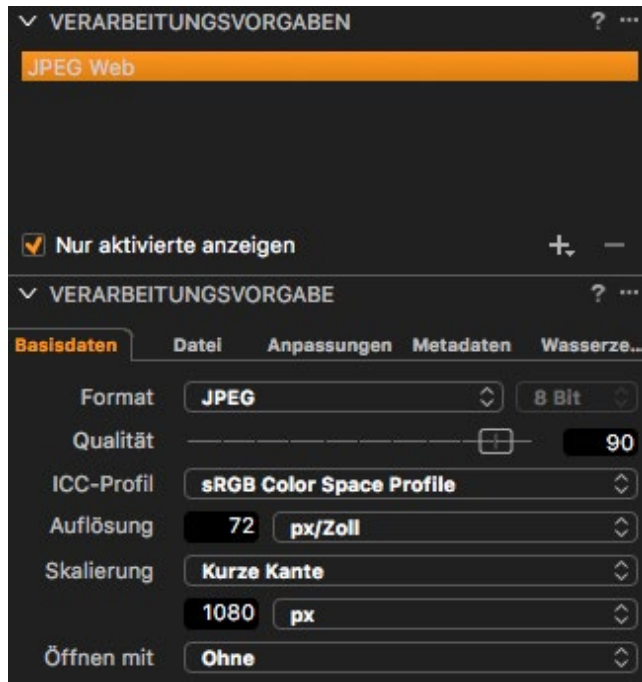 VERARBEITUNGSVORGABEN ? ...
JPEG Web
Nur aktivierte anzeigen
VERARBEITUNGSVORGABE ? ...
Basisdaten Datei Anpassungen Metadaten Wasserze...
Format JPEG 8 Bit
Qualität 90
ICC-Profil sRGB Color Space Profile
Auflösung 72 px/Zoll
Skalierung Kurze Kante
1080 px
Öffnen mit Ohne